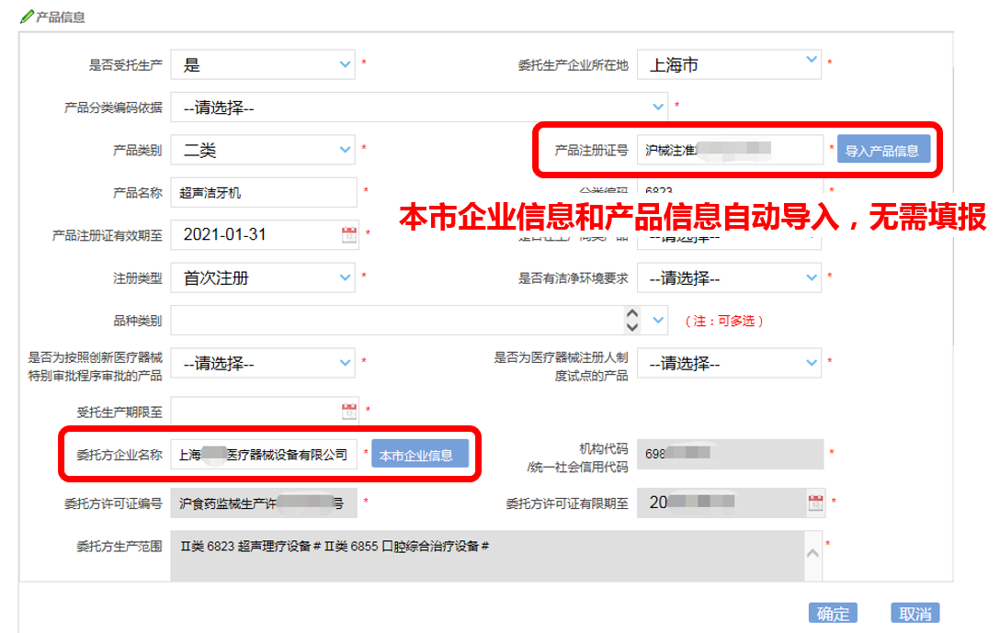 产品信息
是否受托生产 是 * 委托生产企业所在地 上海市 *
产品分类编码依据 --请选择-- *
产品类别 二类 * 产品注册证号 沪械注准 * 导入产品信息
产品名称 超声洁牙机 * 分类编码 6823 *
本市企业信息和产品信息自动导入，无需填报
产品注册证有效期至 2021-01-31 * --请选择--
注册类型 首次注册 * 是否有洁净环境要求 --请选择-- *
品种类别 （注：可多选）
是否为按照创新医疗器械
特别审批程序审批的产品 --请选择-- * 是否为医疗器械注册人制
度试点的产品 --请选择-- *
受托生产期限至 *
委托方企业名称 上海 医疗器械设备有限公司 * 本市企业信息 机构代码
/统一社会信用代码 698 *
委托方许可证编号 沪食药监械生产许 号 * 委托方许可证有限期至 20 *
委托方生产范围 Ⅱ类 6823 超声理疗设备#Ⅱ类 6855 口腔综合治疗设备# *
确定 取消